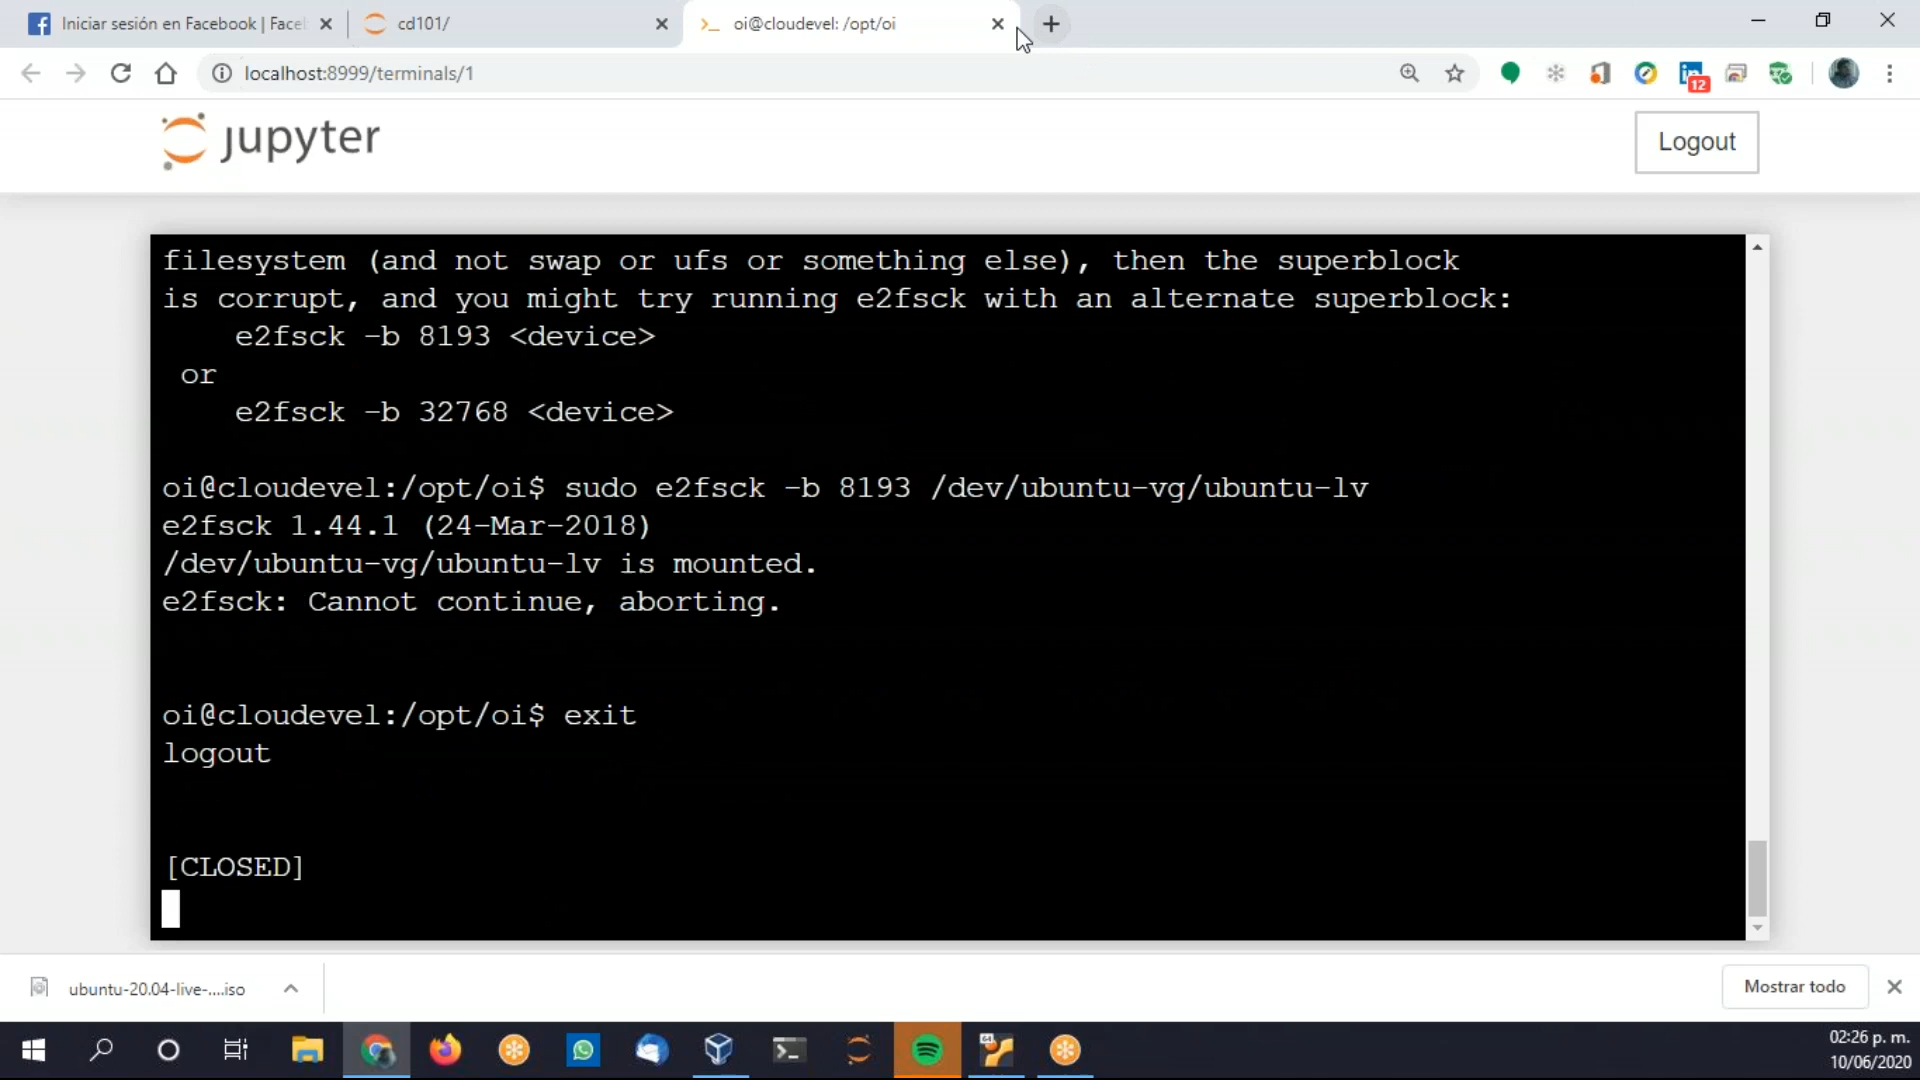 Iniciar sesión en Facebook | Faceb
cd101/
oi@cloudevel: /opt/oi
localhost:8999/terminals/1
12
jupyter
Logout
filesystem (and not swap or ufs or something else), then the superblock
is corrupt, and you might try running e2fsck with an alternate superblock:
e2fsck -b 8193 <device>
or
e2fsck -b 32768 <device>
oi@cloudevel:/opt/oi$ sudo e2fsck -b 8193 /dev/ubuntu-vg/ubuntu-lv
e2fsck 1.44.1 (24-Mar-2018)
/dev/ubuntu-vg/ubuntu-lv is mounted.
e2fsck: Cannot continue, aborting.
oi@cloudevel:/opt/oi$ exit
logout
[CLOSED]
ubuntu-20.04-live-....iso
Mostrar todo
64
02:26 p. m.
10/06/2020